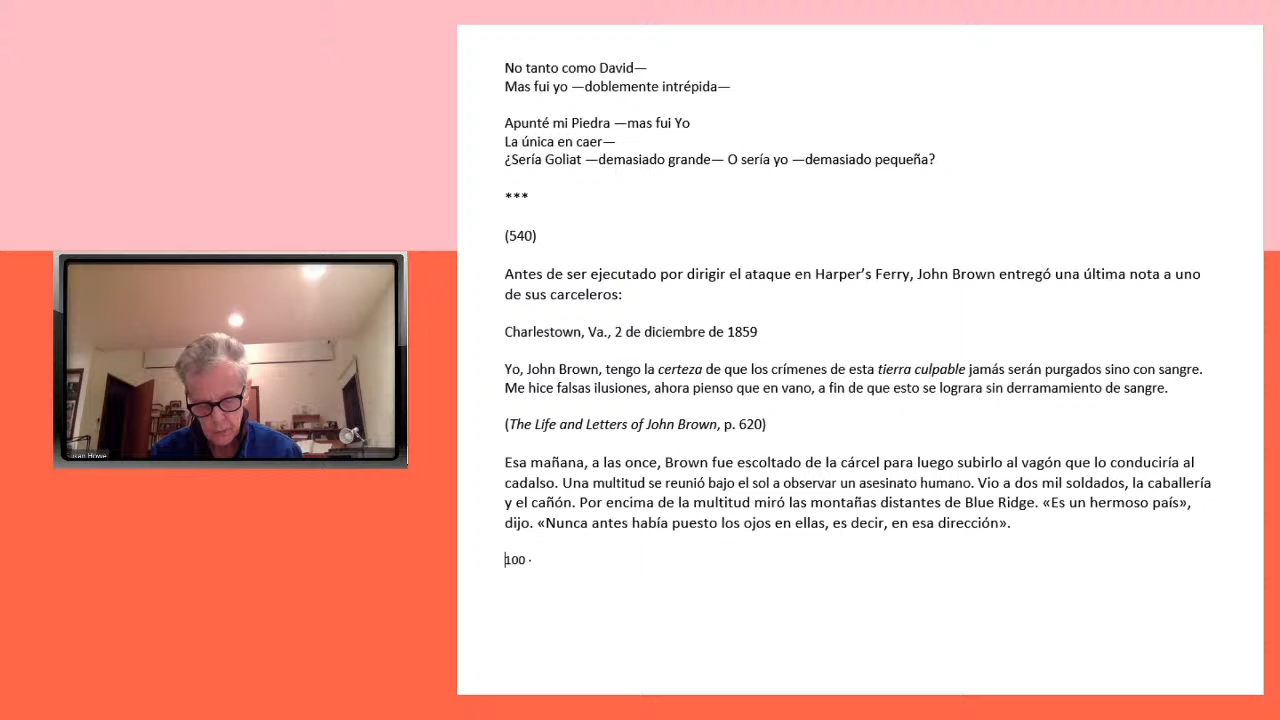 No tanto como David—
Mas fui yo —doblemente intrépida—
Apunté mi Piedra —mas fui Yo
La única en caer—
¿Sería Goliat —demasiado grande— O sería yo —demasiado pequeña?
***
(540)
Antes de ser ejecutado por dirigir el ataque en Harper’s Ferry, John Brown entregó una última nota a uno
de sus carceleros:
Charlestown, Va., 2 de diciembre de 1859
Yo, John Brown, tengo la certeza de que los crímenes de esta tierra culpable jamás serán purgados sino con sangre.
Me hice falsas ilusiones, ahora pienso que en vano, a fin de que esto se lograra sin derramamiento de sangre.
(The Life and Letters of John Brown, p. 620)
Esa mañana, a las once, Brown fue escoltado de la cárcel para luego subirlo al vagón que lo conduciría al
cadalso. Una multitud se reunió bajo el sol a observar un asesinato humano. Vio a dos mil soldados, la caballería
y el cañón. Por encima de la multitud miró las montañas distantes de Blue Ridge. «Es un hermoso país»,
dijo. «Nunca antes había puesto los ojos en ellas, es decir, en esa dirección».
100 ·
Howe